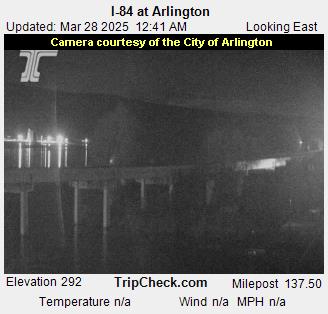 I-84 at Arlington
Updated: Mar 28 2025 12:41 AM Looking East
Camera courtesy of the City of Arlington
Elevation 292 TripCheck.com Milepost 137.50
Temperature n/a Wind n/a MPH n/a